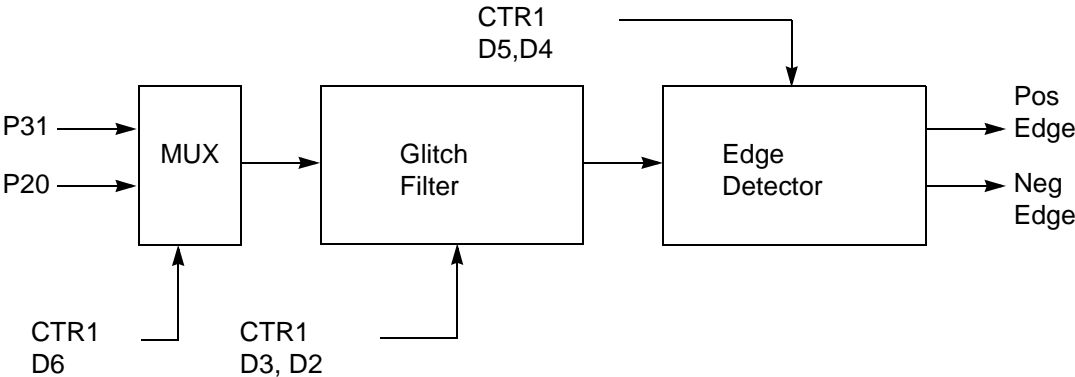 CTR1
D5,D4
P31
P20
MUX
Glitch
Filter
Edge
Detector
Pos
Edge
Neg
Edge
CTR1
D6
CTR1
D3, D2